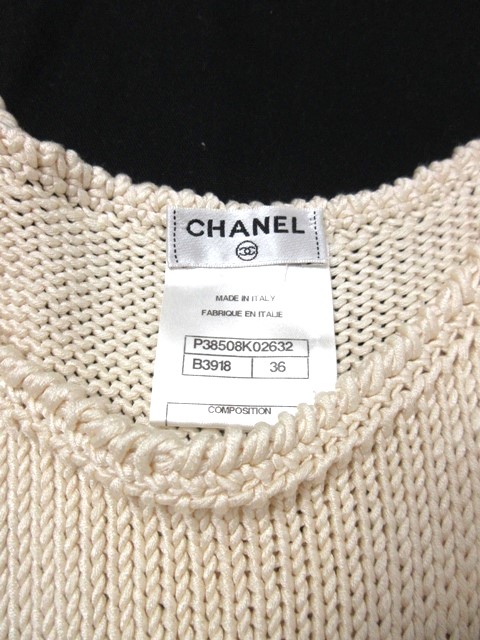 CHANEL
MADE IN ITALY
FABRIQUE EN ITALIE
P38508K02632
B3918 36
COMPOSITION